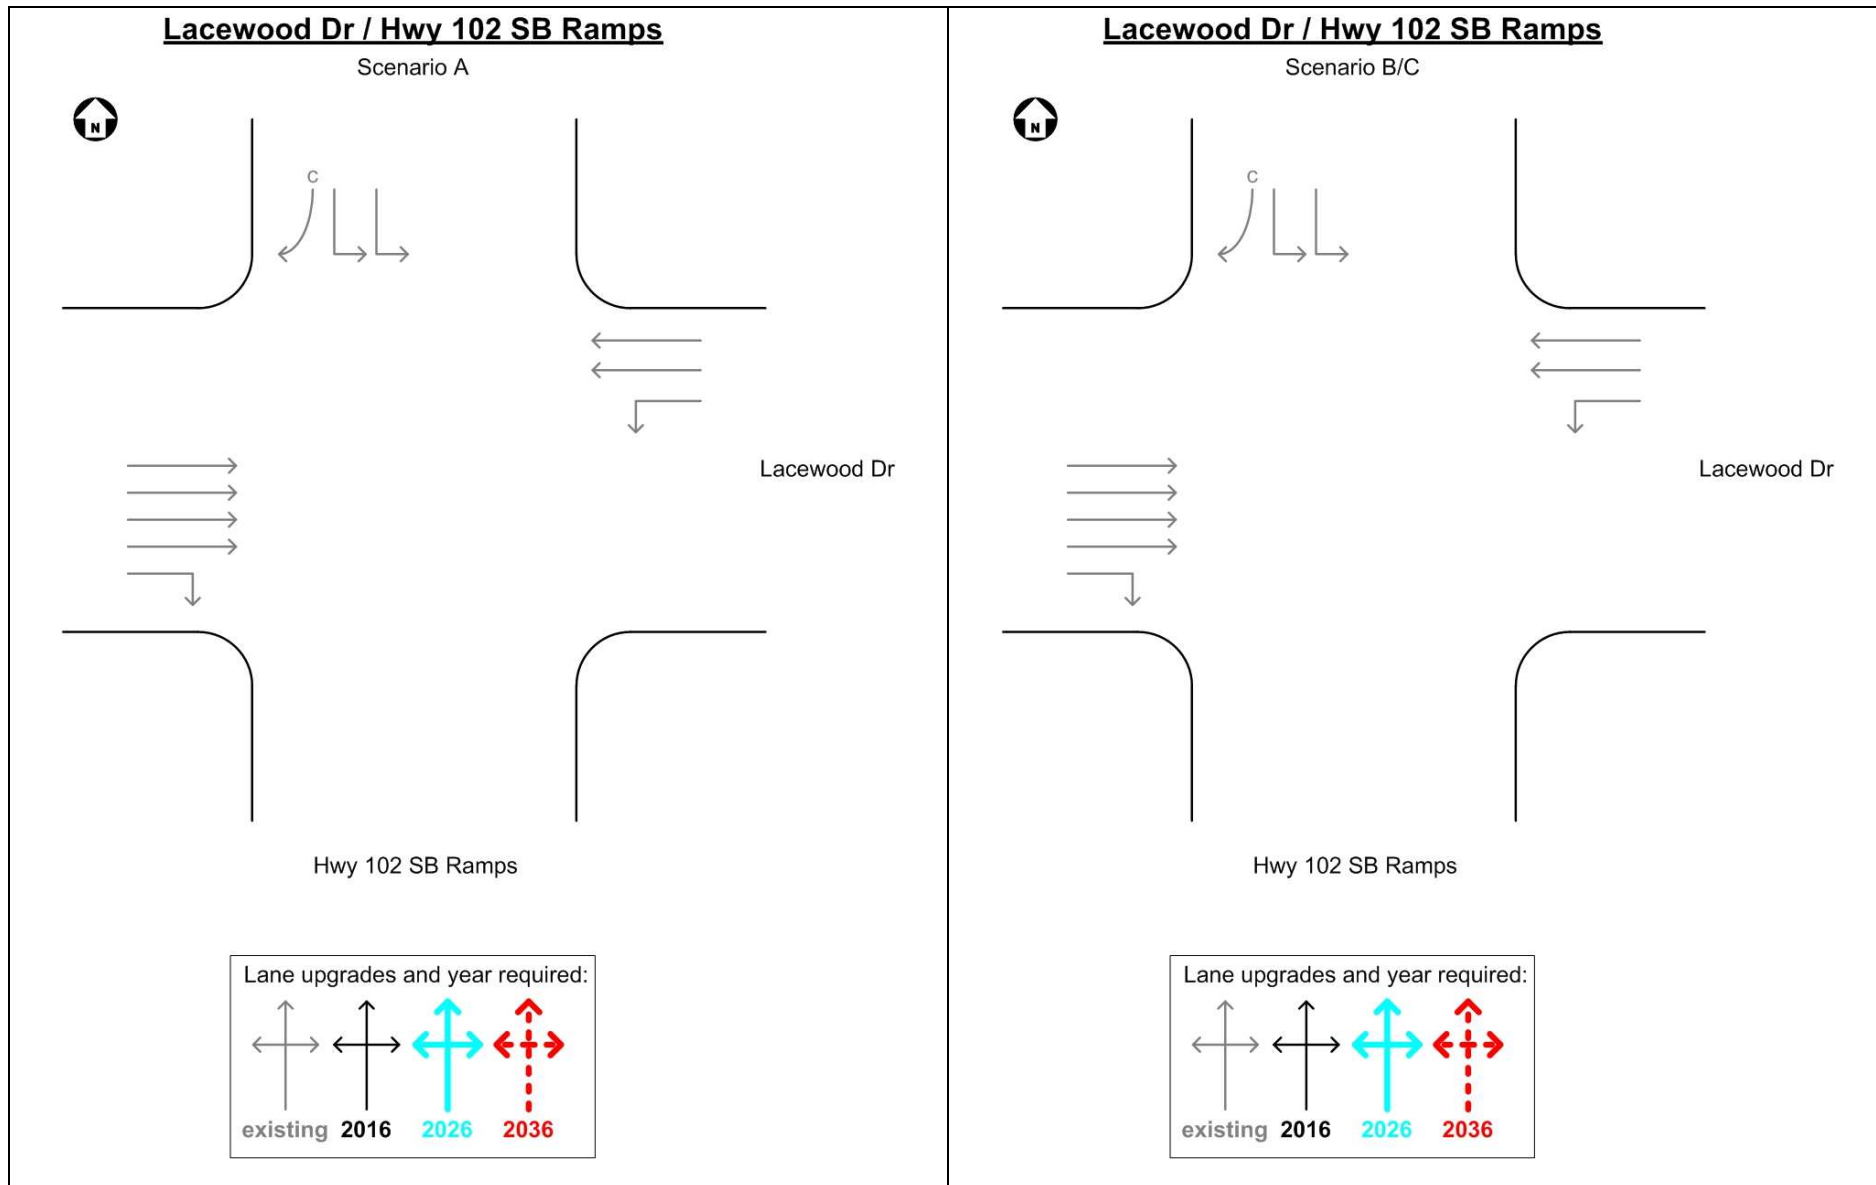 Lacewood Dr / Hwy 102 SB Ramps
Scenario A
N
c
Lacewood Dr
Hwy 102 SB Ramps
Lane upgrades and year required:
existing 2016 2026 2036
Lacewood Dr / Hwy 102 SB Ramps
Scenario B/C
N
c
Lacewood Dr
Hwy 102 SB Ramps
Lane upgrades and year required:
existing 2016 2026 2036